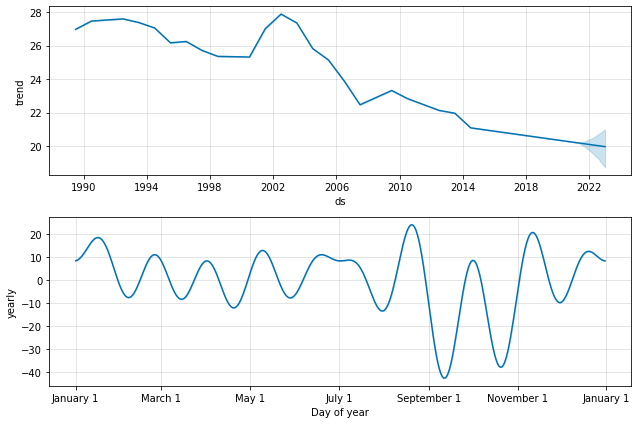 28
26
24
22
20
trend
1990 1994 1998 2002 2006 2010 2014 2018 2022
ds
20
10
0
−10
−20
−30
−40
yearly
January 1 March 1 May 1 July 1 September 1 November 1 January 1
Day of year